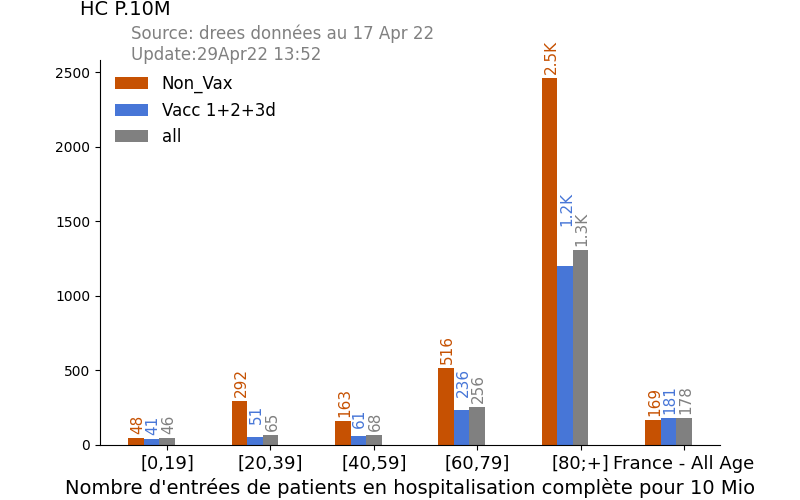 HC P.10M
Source: drees données au 17 Apr 22
Update:29Apr22 13:52
Non_Vax
Vacc 1+2+3d
all
2500
2000
1500
1000
500
0
48
41
46
292
51
65
163
61
68
516
236
256
2.5K
1.2K
1.3K
169
181
178
[0,19] [20,39] [40,59] [60,79] [80;+] France - All Age
Nombre d'entrées de patients en hospitalisation complète pour 10 Mio